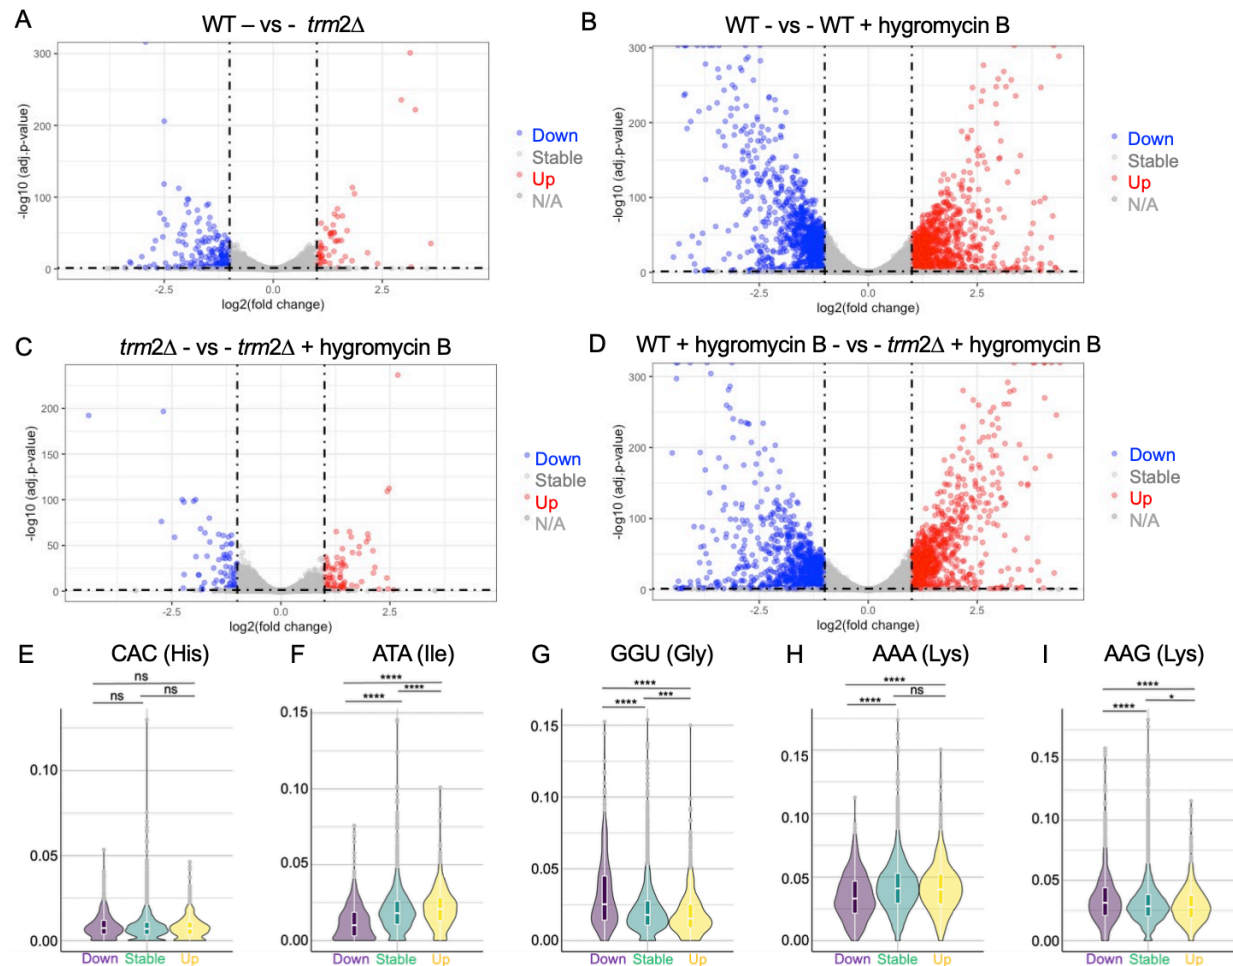 A
WT – vs - trm2Δ
300
200
100
0
-log10 (adj.p-value)
-2.5
0.0
2.5
log2(fold change)
Down
Stable
Up
N/A
B
WT - vs - WT + hygromycin B
300
200
100
0
-log10 (adj.p-value)
-2.5
0.0
2.5
log2(fold change)
Down
Stable
Up
N/A
C
trm2Δ - vs - trm2Δ + hygromycin B
200
150
100
50
0
-log10 (adj.p-value)
-2.5
0.0
2.5
log2(fold change)
Down
Stable
Up
N/A
D
WT + hygromycin B - vs - trm2Δ + hygromycin B
300
200
100
0
-log10 (adj.p-value)
-2.5
0.0
2.5
log2(fold change)
Down
Stable
Up
N/A
E
CAC (His)
ns
ns
ns
0.10
0.05
0.00
Down Stable Up
F
ATA (Ile)
****
****
****
0.15
0.10
0.05
0.00
Down Stable Up
G
GGU (Gly)
****
***
****
0.15
0.10
0.05
0.00
Down Stable Up
H
AAA (Lys)
****
ns
****
0.15
0.10
0.05
0.00
Down Stable Up
I
AAG (Lys)
****
*
****
0.15
0.10
0.05
0.00
Down Stable Up